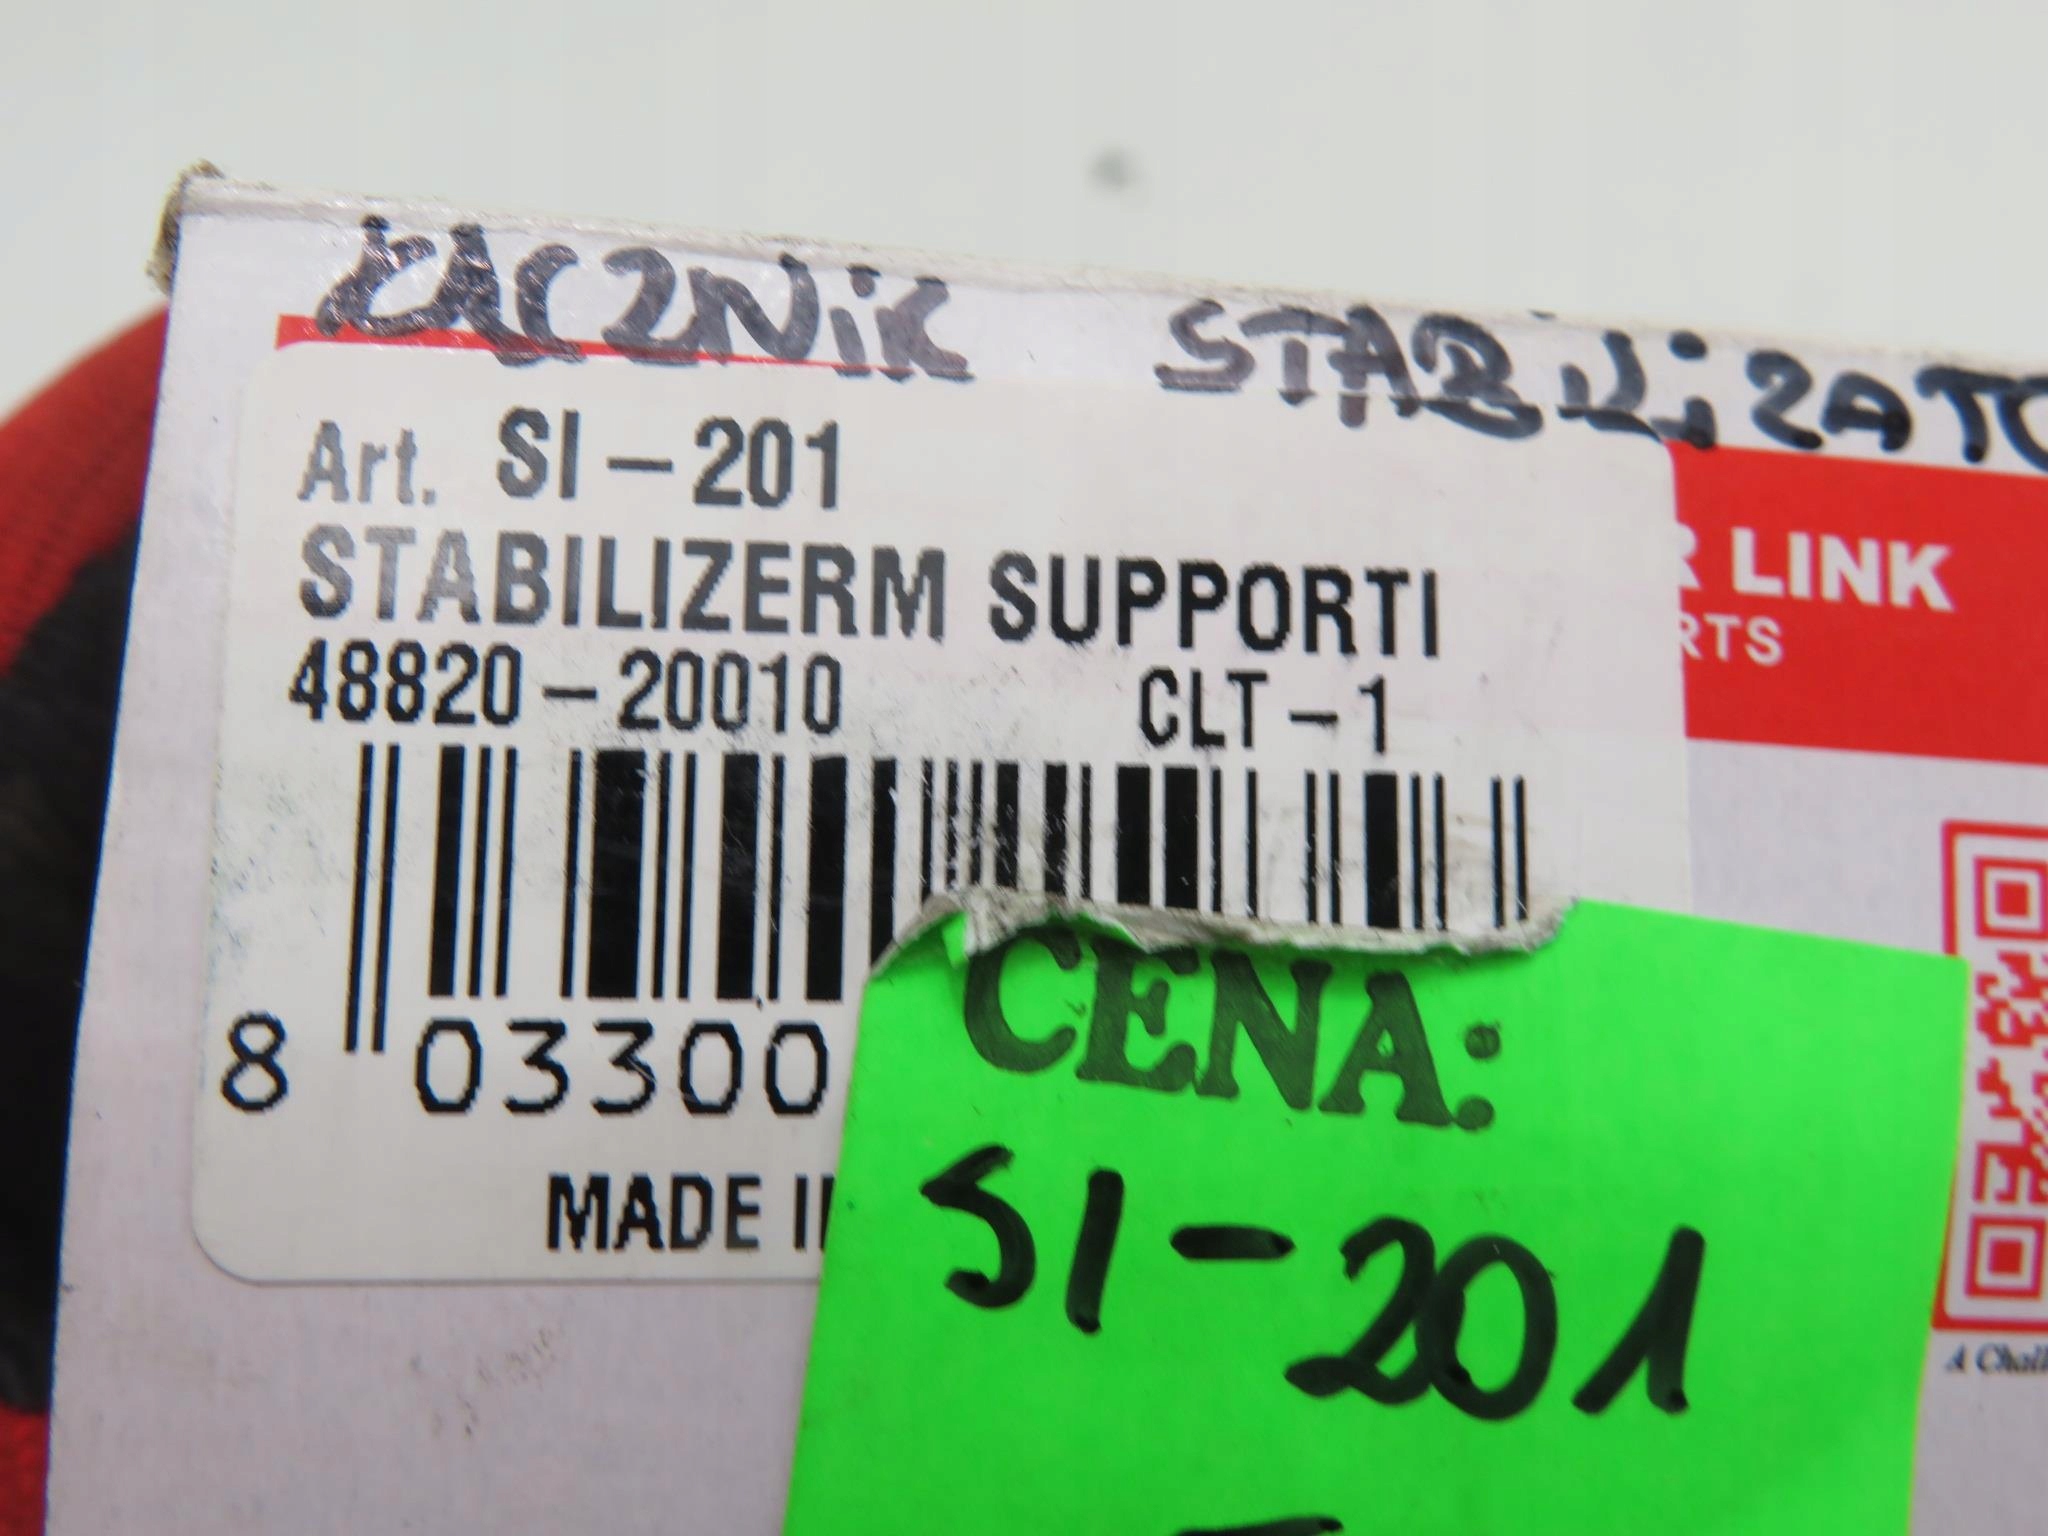 ŁĄCZNIK STABILIZATO
Art. SI-201
STABILIZERM SUPPORTI
48820-20010 CLT-1
8 03300
MADE
R LINK
RTS
CENA:
SI-201
A Chall